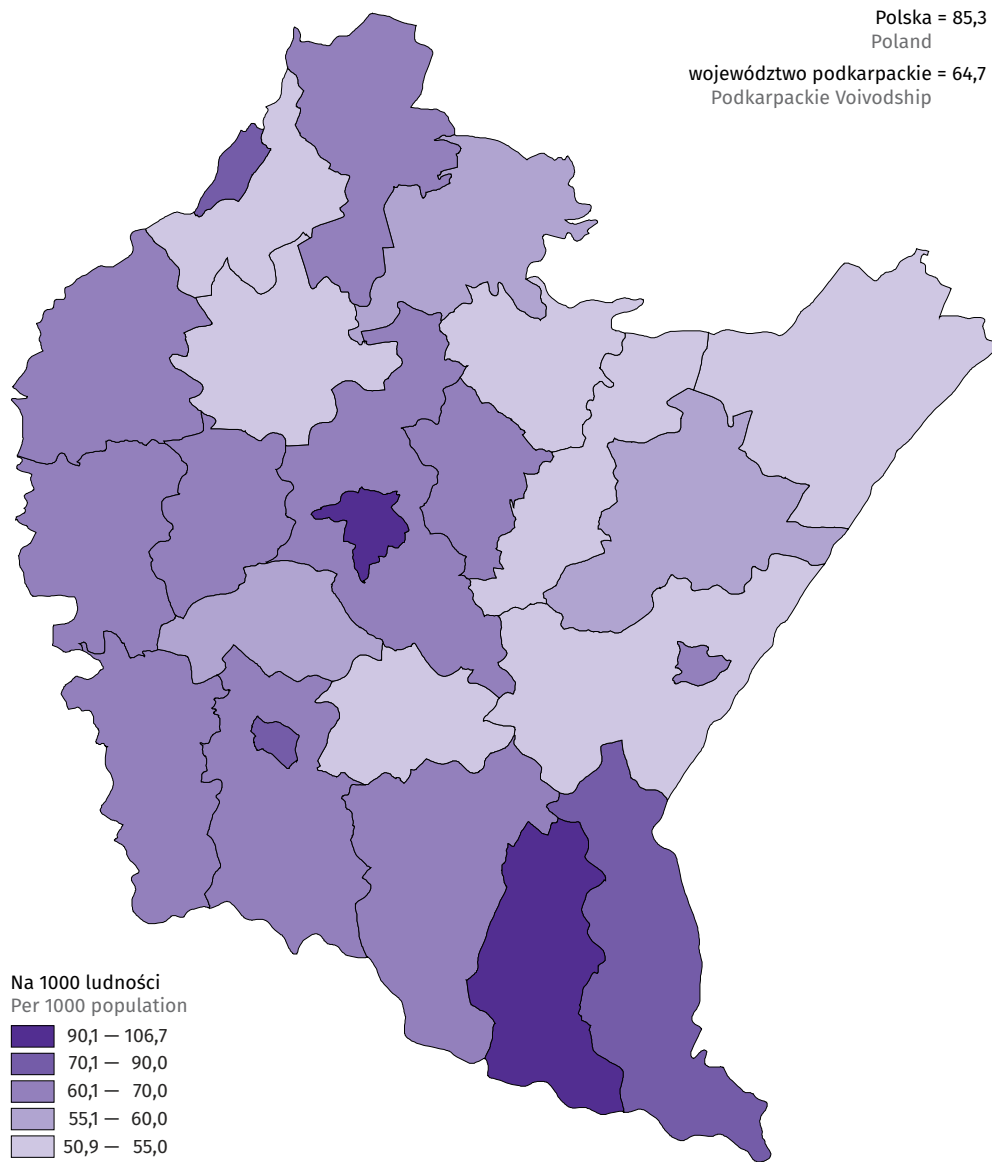 Polska = 85,3
Poland
województwo podkarpackie = 64,7
Podkarpackie Voivodship
Na 1000 ludności
Per 1000 population
90,1 — 106,7
70,1 — 90,0
60,1 — 70,0
55,1 — 60,0
50,9 — 55,0